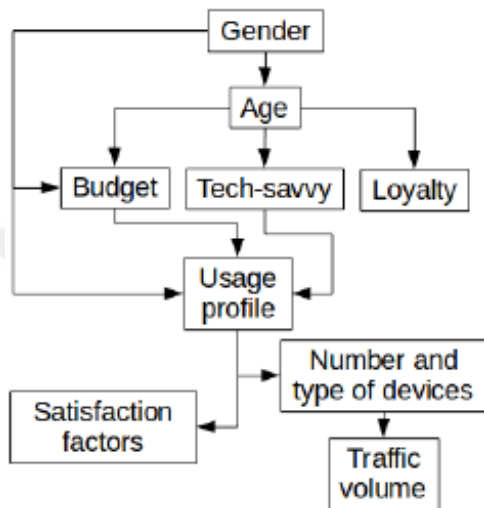 Gender
Age
Budget
Tech-savvy
Loyalty
Usage
profile
Number and
type of devices
Satisfaction
factors
Traffic
volume